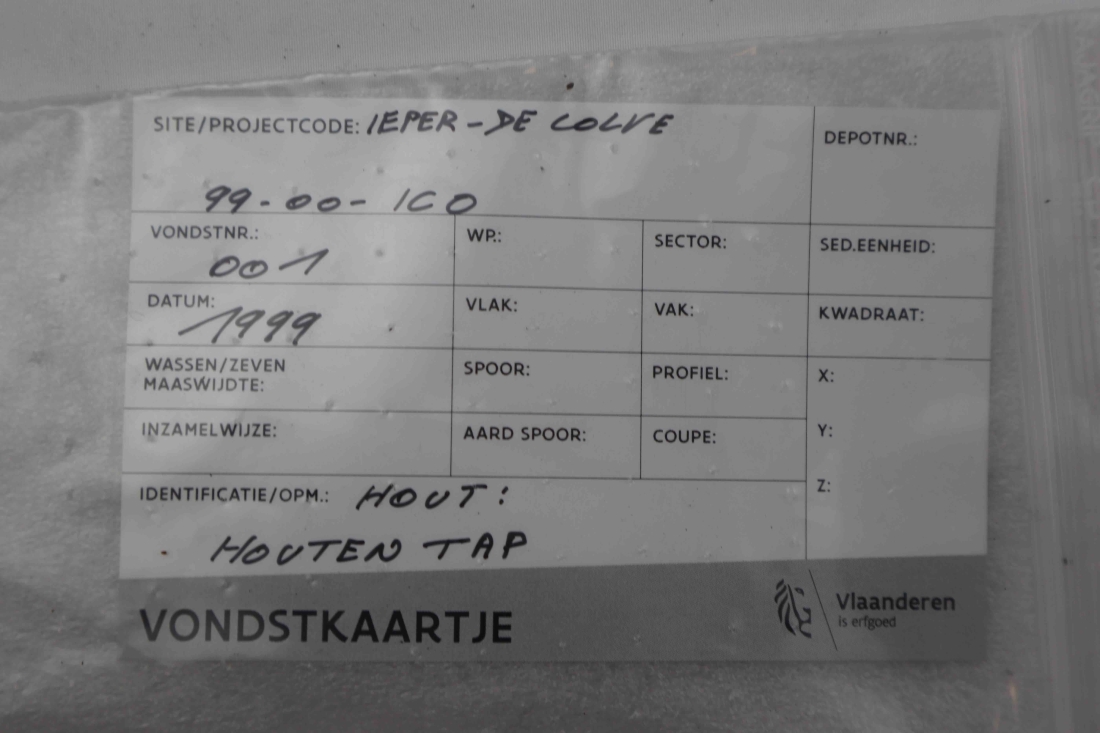 SITE/PROJECTCODE: IEPER-DE COLVE
DEPOTNR.:
99-00-ICO
VONDSTNR.: WP.: SECTOR: SED.EENHEID:
001
DATUM: VLAK: VAK: KWADRAAT:
1999
WASSEN/ZEVEN SPOOR: PROFIEL: X:
MAASWIJDTE:
INZAMELWIJZE: AARD SPOOR: COUPE: Y:
Z:
IDENTIFICATIE/OPM.: HOUT:
HOUTEN TAP
VONDSTKAARTJE
Vlaanderen
is erfgoed